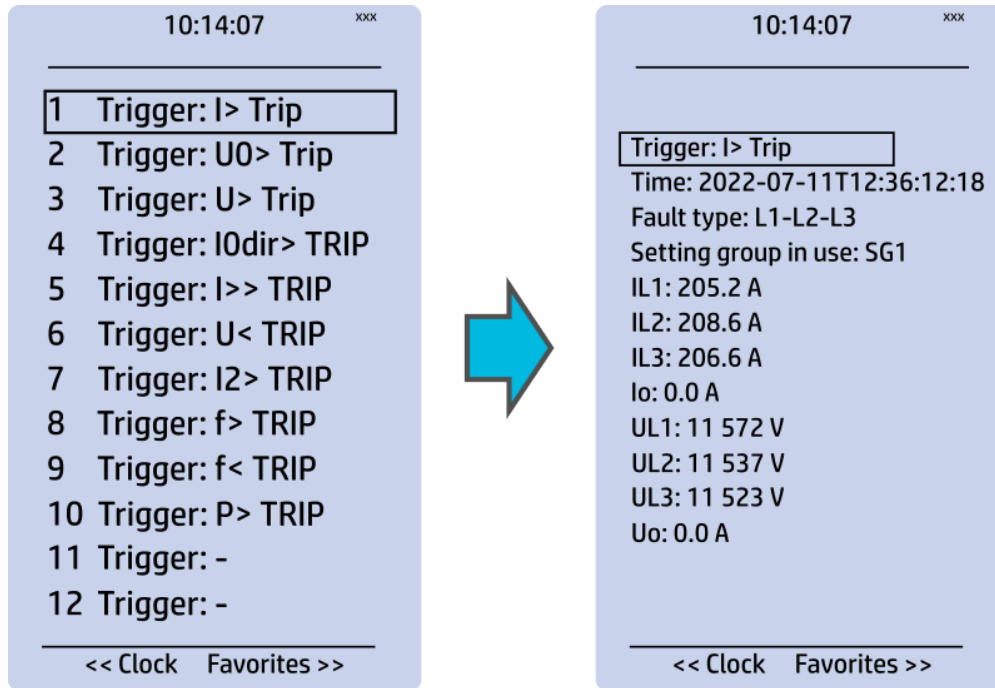 10:14:07 xxx
1 Trigger: I> Trip
2 Trigger: U0> Trip
3 Trigger: U> Trip
4 Trigger: I0dir> TRIP
5 Trigger: I>> TRIP
6 Trigger: U< TRIP
7 Trigger: I2> TRIP
8 Trigger: f> TRIP
9 Trigger: f< TRIP
10 Trigger: P> TRIP
11 Trigger: -
12 Trigger: -
<< Clock Favorites >>
10:14:07 xxx
Trigger: I> Trip
Time: 2022-07-11T12:36:12:18
Fault type: L1-L2-L3
Setting group in use: SG1
IL1: 205.2 A
IL2: 208.6 A
IL3: 206.6 A
Io: 0.0 A
UL1: 11 572 V
UL2: 11 537 V
UL3: 11 523 V
Uo: 0.0 A
<< Clock Favorites >>